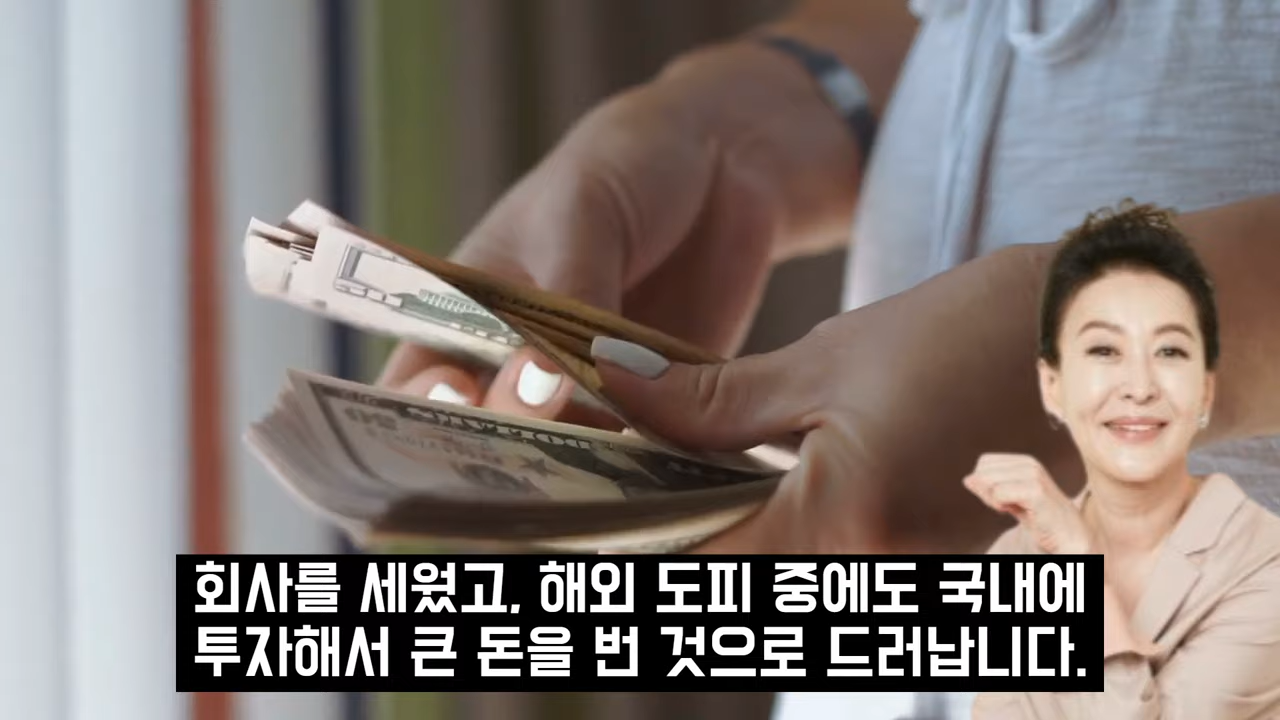 회사를 세웠고, 해외 도피 중에도 국내에
투자해서 큰 돈을 번 것으로 드러납니다.